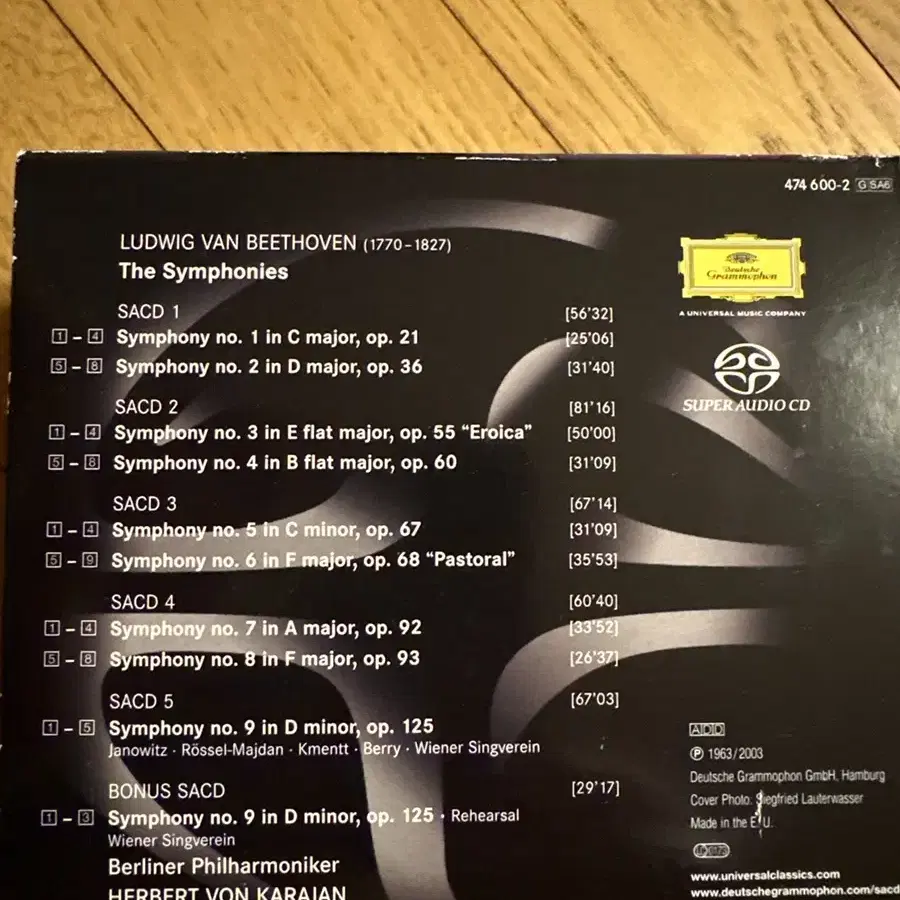 474 600-2 G SA6
LUDWIG VAN BEETHOVEN (1770–1827)
The Symphonies
Deutsche
Grammophon
A UNIVERSAL MUSIC COMPANY
SACD 1 [56'32]
1 – 4 Symphony no. 1 in C major, op. 21 [25'06]
5 – 8 Symphony no. 2 in D major, op. 36 [31'40]
SUPER AUDIO CD
SACD 2 [81'16]
1 – 4 Symphony no. 3 in E flat major, op. 55 “Eroica” [50'00]
5 – 8 Symphony no. 4 in B flat major, op. 60 [31'09]
SACD 3 [67'14]
1 – 4 Symphony no. 5 in C minor, op. 67 [31'09]
5 – 9 Symphony no. 6 in F major, op. 68 “Pastoral” [35'53]
SACD 4 [60'40]
1 – 4 Symphony no. 7 in A major, op. 92 [33'52]
5 – 8 Symphony no. 8 in F major, op. 93 [26'37]
SACD 5 [67'03]
1 – 5 Symphony no. 9 in D minor, op. 125
Janowitz · Rössel-Majdan · Kmentt · Berry · Wiener Singverein
BONUS SACD [29'17]
1 – 3 Symphony no. 9 in D minor, op. 125 · Rehearsal
Wiener Singverein
Berliner Philharmoniker
HERBERT VON KARAJAN
ADD
℗ 1963/2003
Deutsche Grammophon GmbH, Hamburg
Cover Photo: Siegfried Lauterwasser
Made in the E.U.
www.universalclassics.com
www.deutschegrammophon.com/sacd